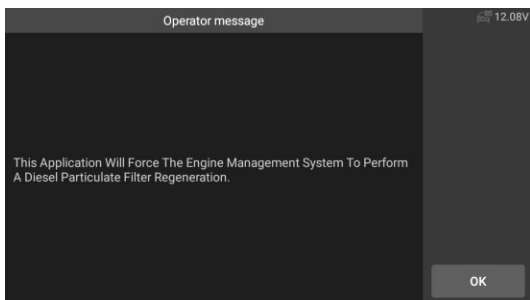 Operator message
12.08V
This Application Will Force The Engine Management System To Perform
A Diesel Particulate Filter Regeneration.
OK